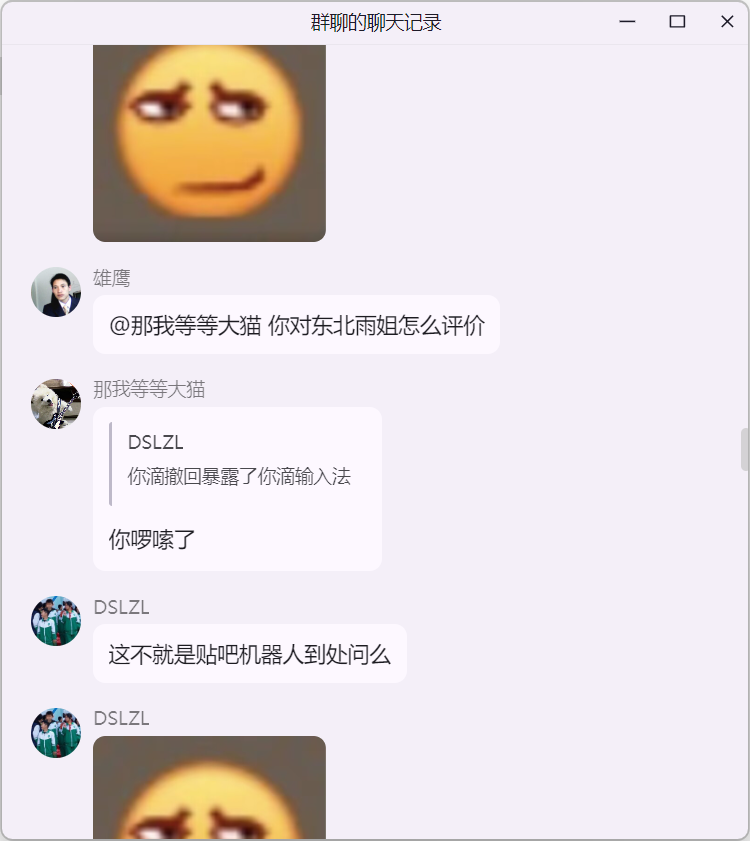 群聊的聊天记录
雄鹰
@那我等等大猫 你对东北雨姐怎么评价
那我等等大猫
DSLZL
你滴撤回暴露了你滴输入法
你啰嗦了
DSLZL
这不就是贴吧机器人到处问么
DSLZL